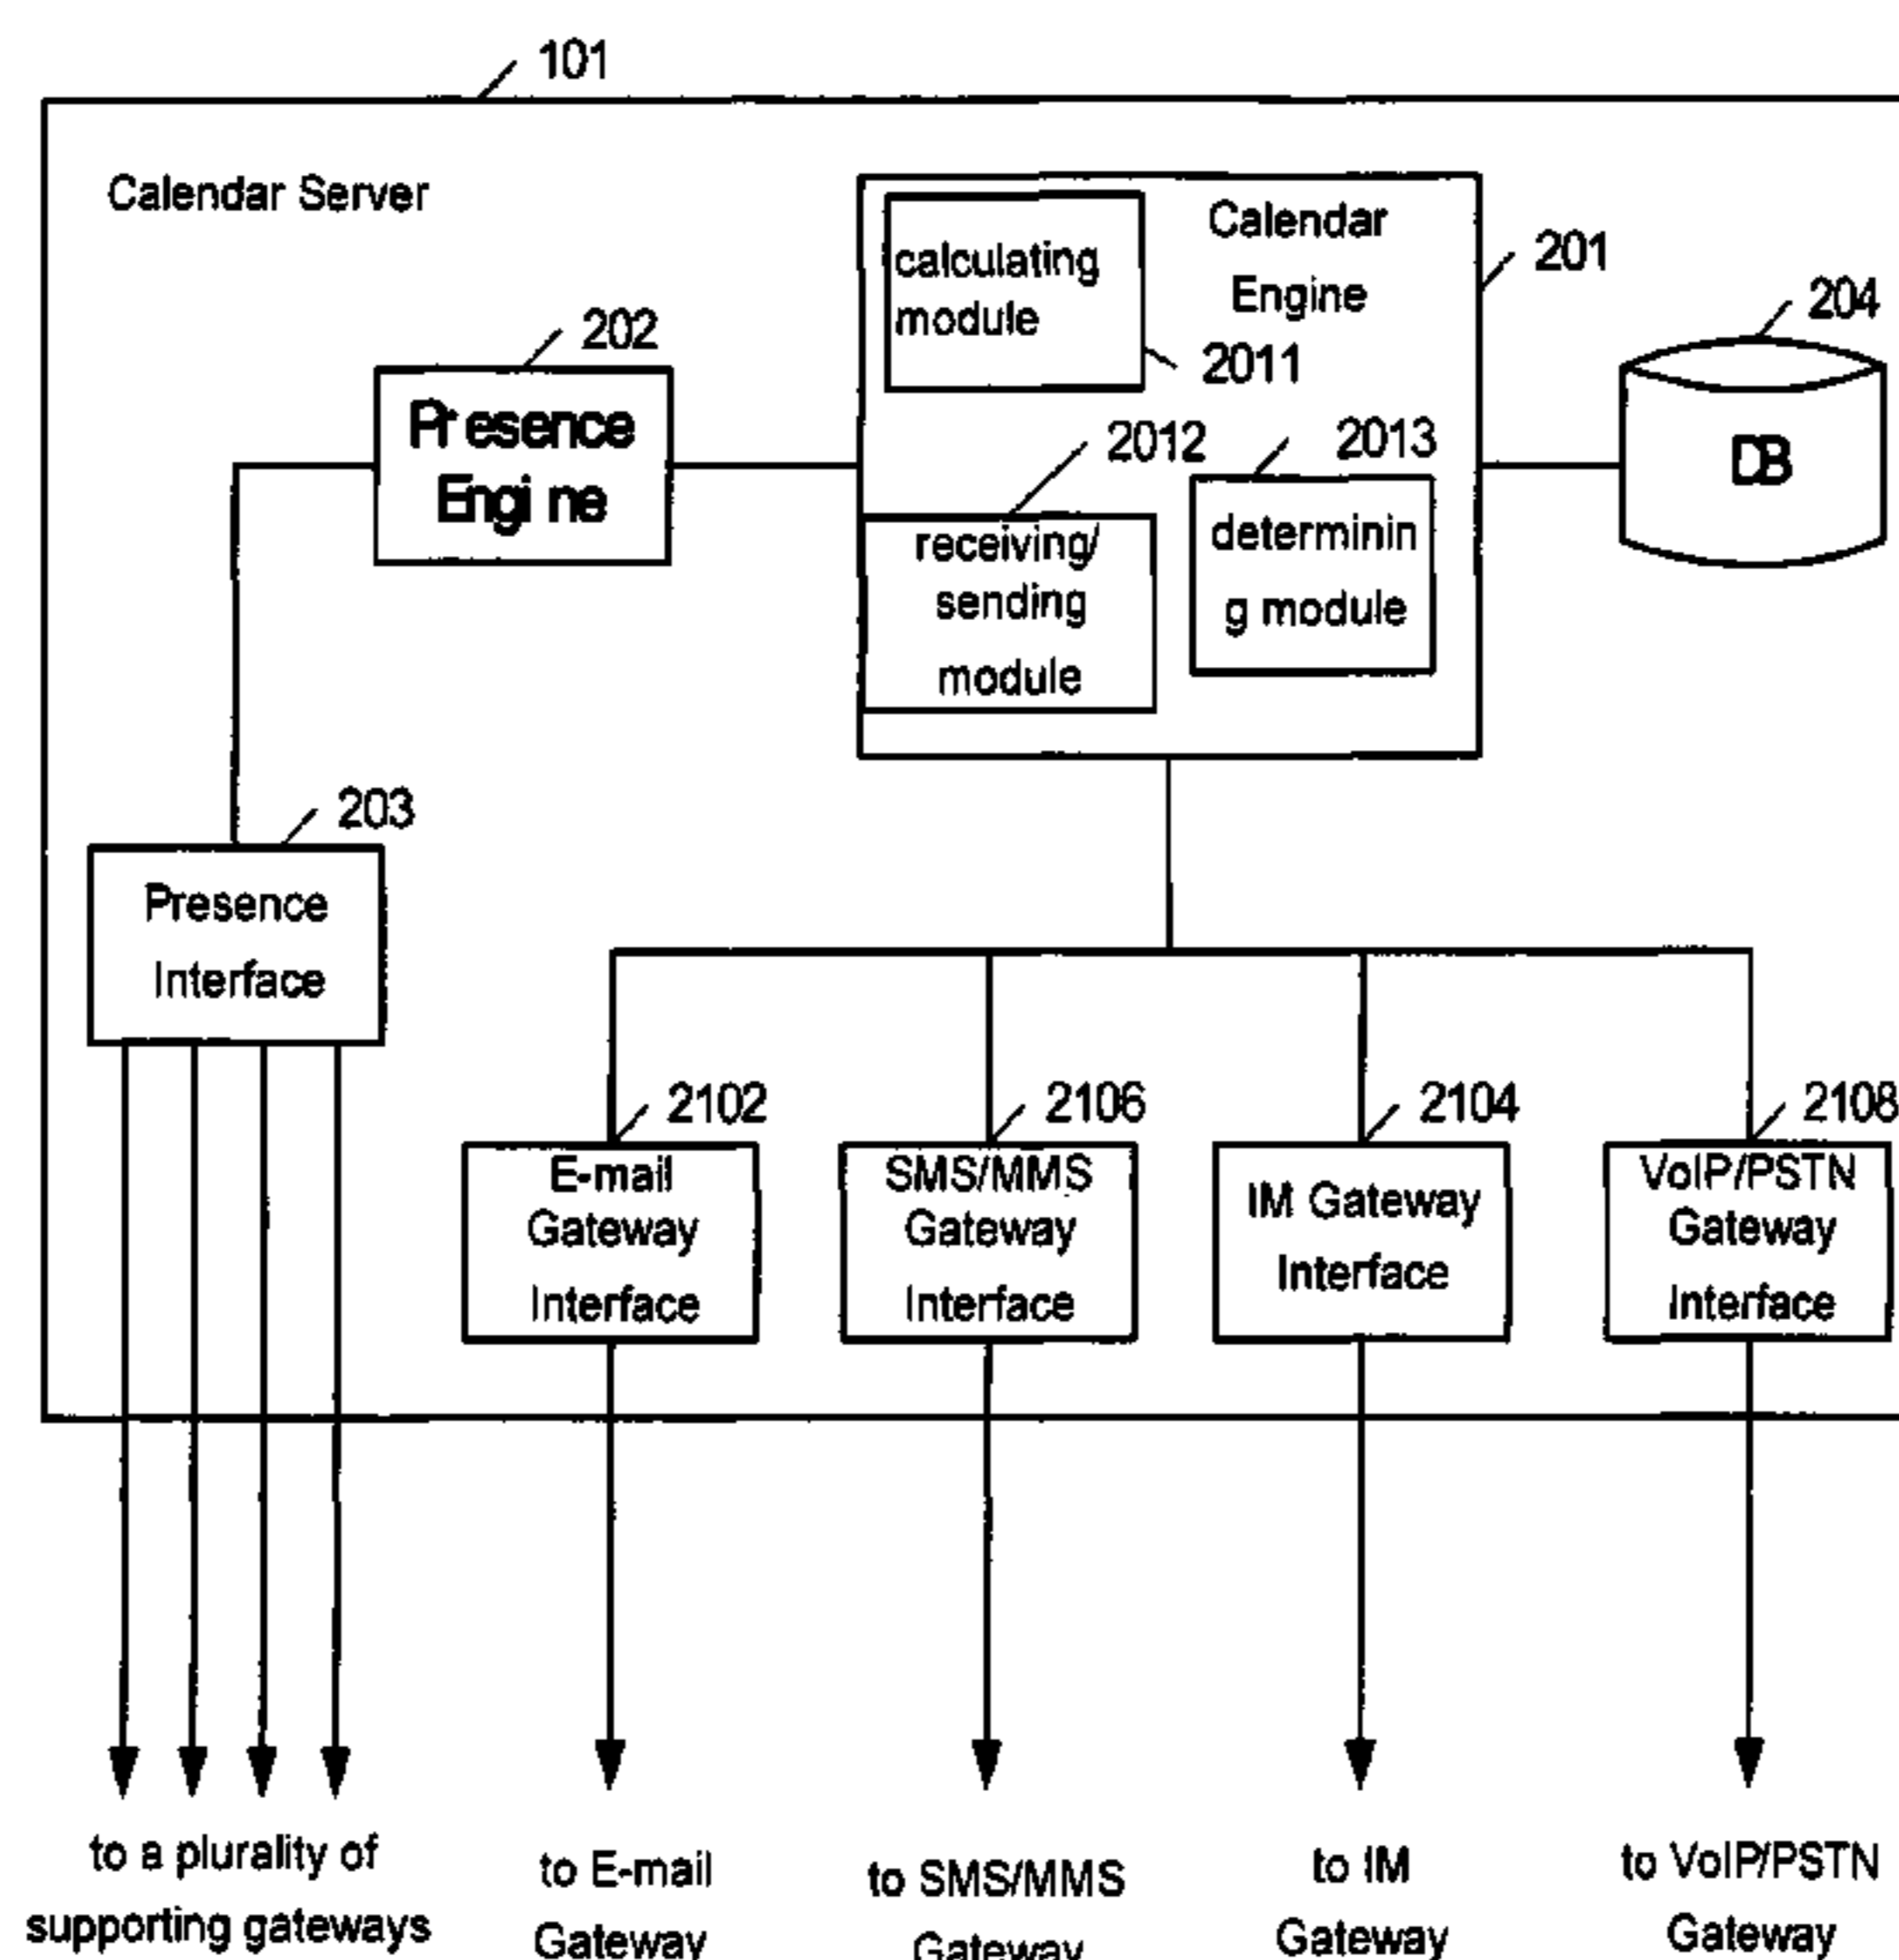 101
Calendar Server
Calendar
Engine
201
calculating
module
2011
204
DB
202
Presence
Engine
2012
2013
receiving/
sending
module
determinin
g module
203
Presence
Interface
2102
2106
2104
2108
E-mail
Gateway
Interface
SMS/MMS
Gateway
Interface
IM Gateway
Interface
VoIP/PSTN
Gateway
Interface
to a plurality of
supporting gateways
to E-mail
Gateway
to SMS/MMS
Gateway
to IM
Gateway
to VoIP/PSTN
Gateway